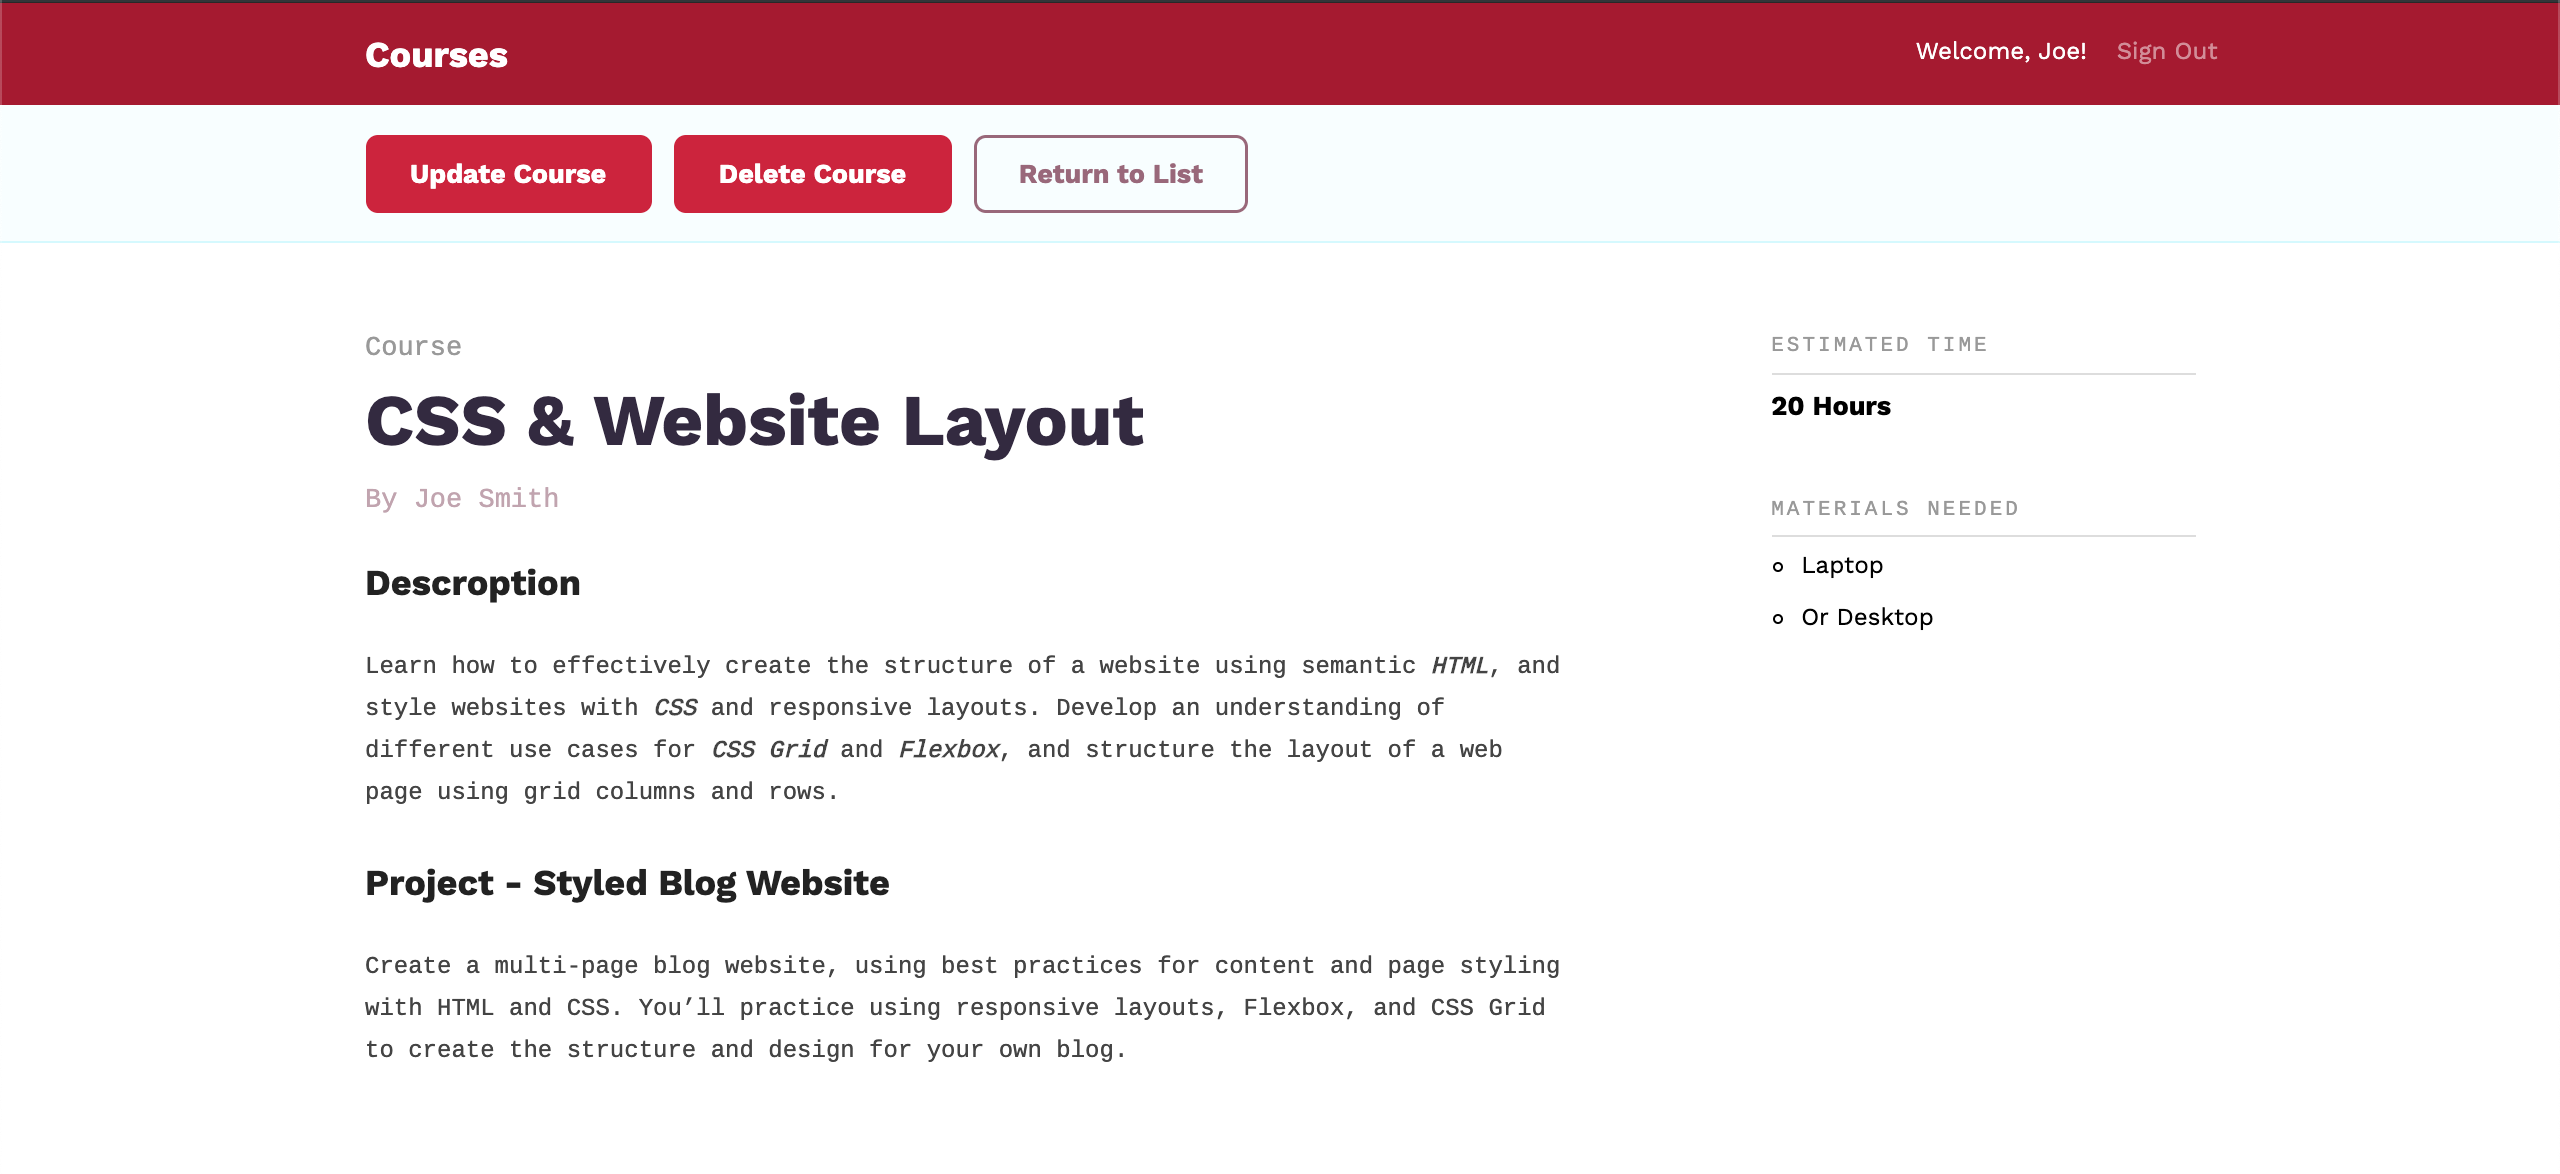 Courses
Welcome, Joe! Sign Out
Update Course Delete Course Return to List
Course
CSS & Website Layout
By Joe Smith
Descroption
Learn how to effectively create the structure of a website using semantic HTML, and
style websites with CSS and responsive layouts. Develop an understanding of
different use cases for CSS Grid and Flexbox, and structure the layout of a web
page using grid columns and rows.
Project - Styled Blog Website
Create a multi-page blog website, using best practices for content and page styling
with HTML and CSS. You’ll practice using responsive layouts, Flexbox, and CSS Grid
to create the structure and design for your own blog.
ESTIMATED TIME
20 Hours
MATERIALS NEEDED
Laptop
Or Desktop